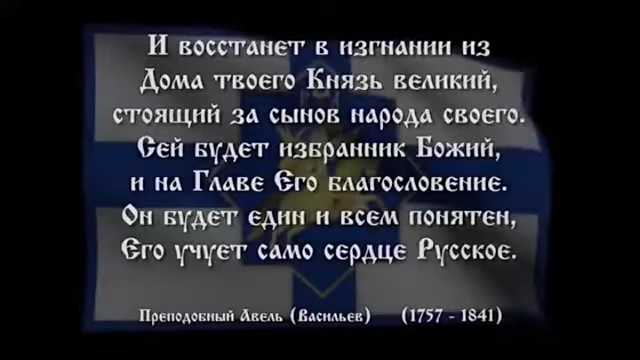 И восстанет в изгнании из
Дома твоего Князь великий,
стоящий за сынов народа своего.
Сей будет избранник Божий,
и на Главе Его благословение.
Он будет един и всем понятен,
Его учует само сердце Русское.
Преподобный Авель (Васильев) (1757 - 1841)